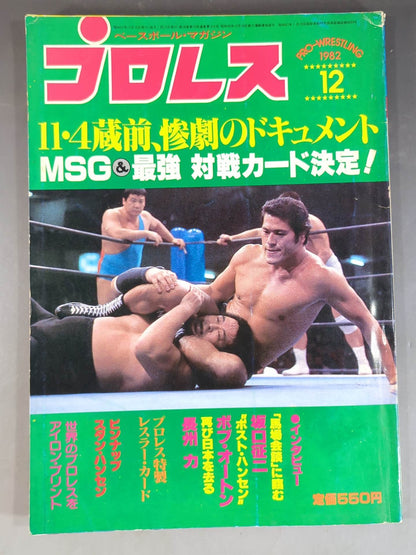 ベースボール・マガジン
プロレス
PRO-WRESTLING
1982
12
11・4蔵前、惨劇のドキュメント
MSG&最強 対戦カード決定!
●インタビュー
「馬場会談」に臨む
坂口征二
"ポスト・ハンセン"
ボブ・オートン
再び日本を去る
長州 力
プロレス特製
レスラー・カード
ピンナップ
スタン・ハンセン
世界のプロレスを
アイロン・プリント
定価550円